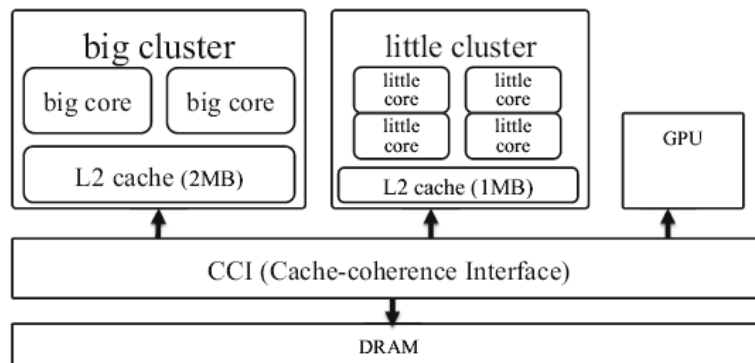 big cluster
big core
big core
L2 cache (2MB)
little cluster
little
core
little
core
little
core
little
core
L2 cache (1MB)
GPU
CCI (Cache-coherence Interface)
DRAM